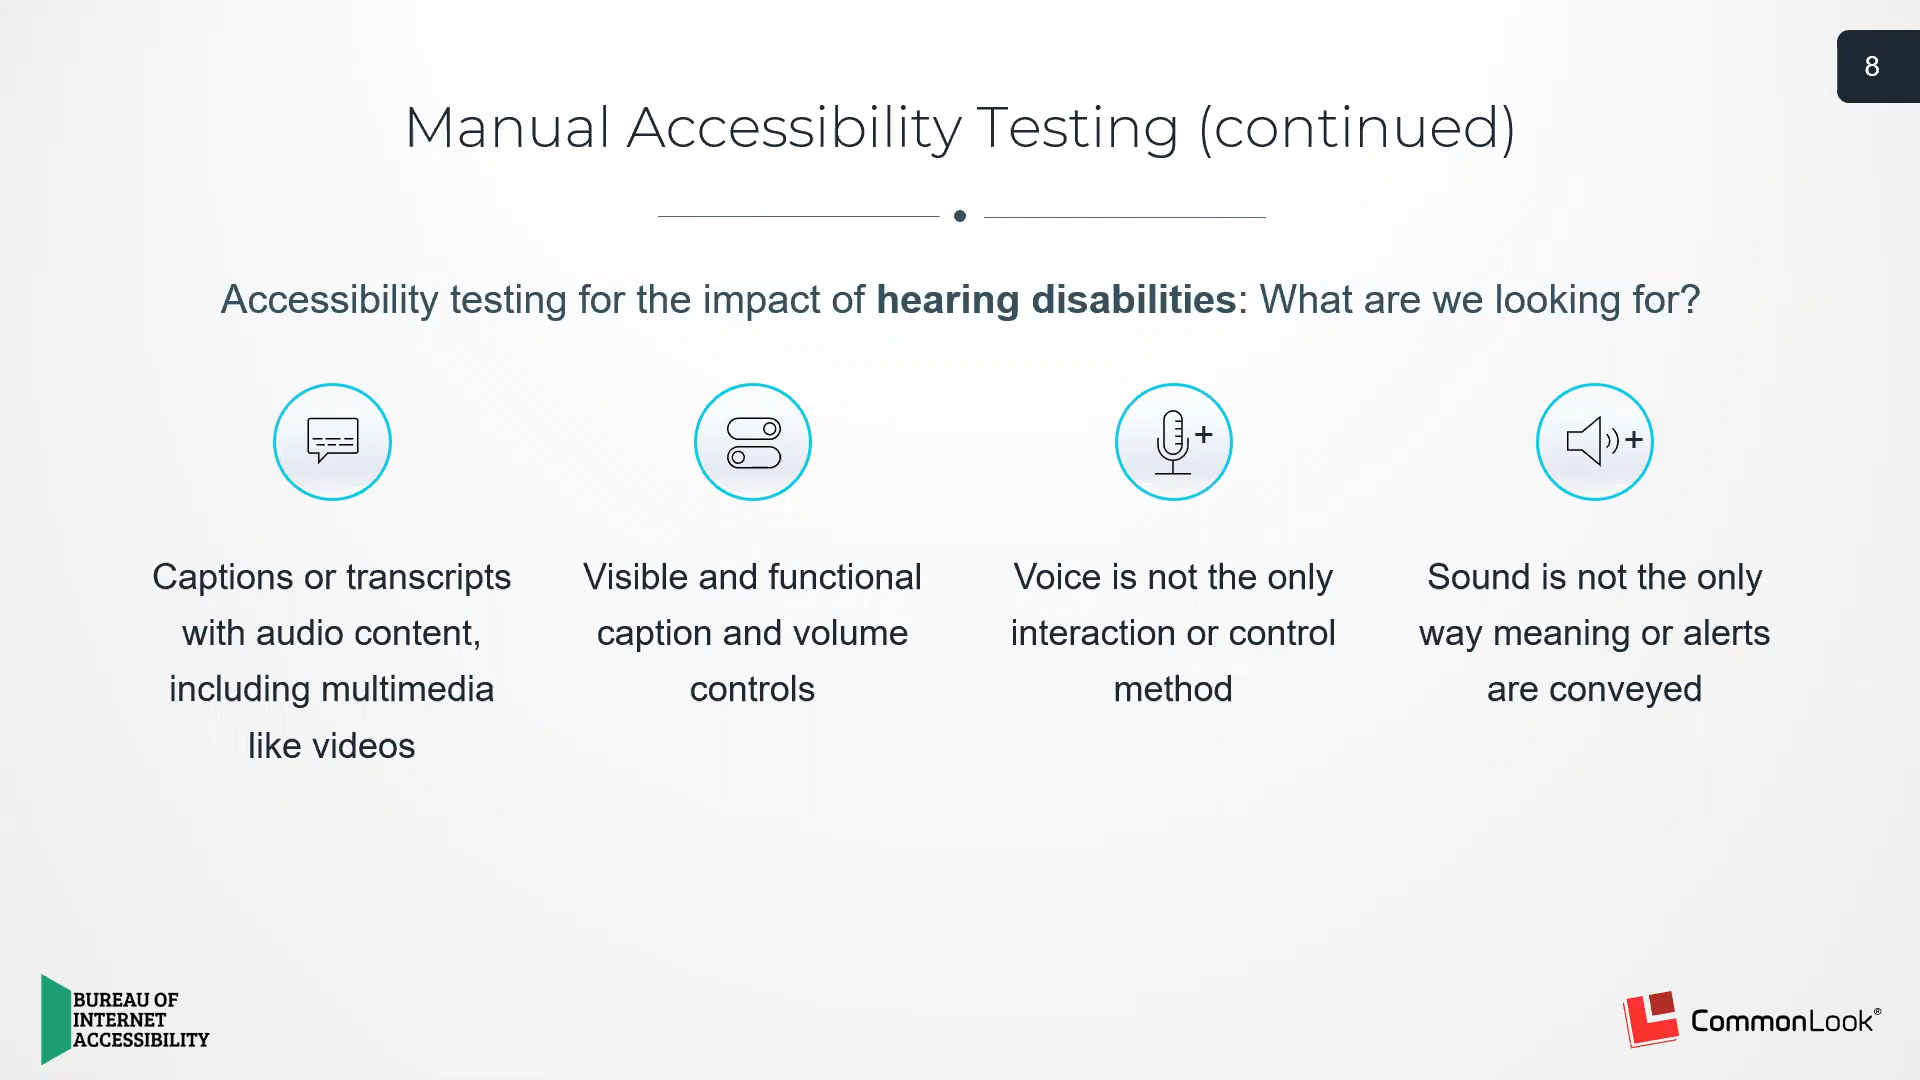 8
Manual Accessibility Testing (continued)
Accessibility testing for the impact of hearing disabilities: What are we looking for?
Captions or transcripts
with audio content,
including multimedia
like videos
Visible and functional
caption and volume
controls
Voice is not the only
interaction or control
method
Sound is not the only
way meaning or alerts
are conveyed
BUREAU OF
INTERNET
ACCESSIBILITY
CommonLook®